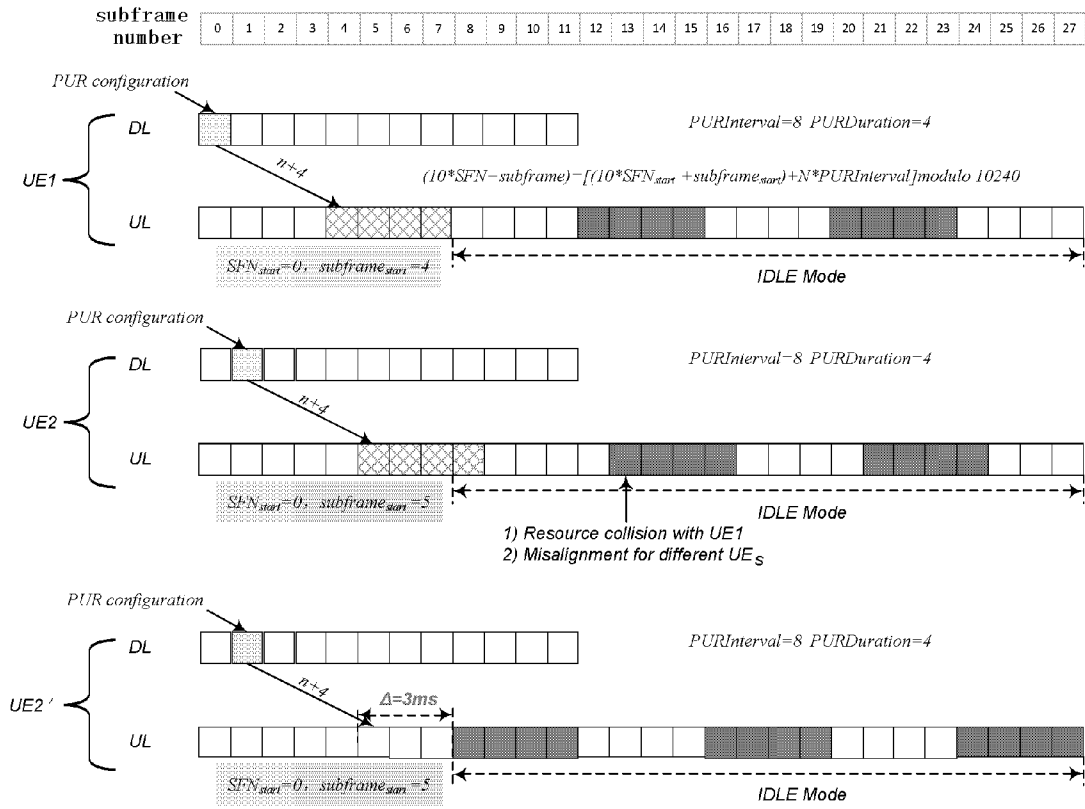 subframe number 0 1 2 3 4 5 6 7 8 9 10 11 12 13 14 15 16 17 18 19 20 21 22 23 24 25 26 27
PUR configuration
UE1
DL
PURInterval=8 PURDuration=4
n+4
(10*SFN−subframe)=[(10*SFNstart +subframestart)+N*PURInterval]modulo 10240
UL
SFNstart=0, subframestart=4
IDLE Mode
PUR configuration
UE2
DL
PURInterval=8 PURDuration=4
n+4
UL
SFNstart=0, subframestart=5
IDLE Mode
1) Resource collision with UE1
2) Misalignment for different UEs
PUR configuration
UE2 '
DL
PURInterval=8 PURDuration=4
n+4
Δ=3ms
UL
SFNstart=0, subframestart=5
IDLE Mode